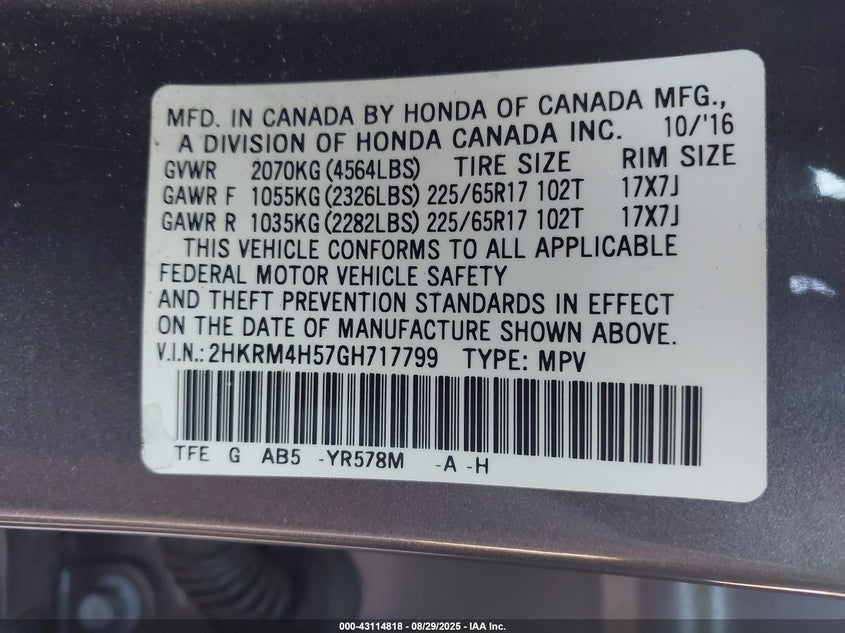 MFD. IN CANADA BY HONDA OF CANADA MFG.,
A DIVISION OF HONDA CANADA INC. 10/'16
GVWR 2070KG (4564LBS) TIRE SIZE RIM SIZE
GAWR F 1055KG (2326LBS) 225/65R17 102T 17X7J
GAWR R 1035KG (2282LBS) 225/65R17 102T 17X7J
THIS VEHICLE CONFORMS TO ALL APPLICABLE
FEDERAL MOTOR VEHICLE SAFETY
AND THEFT PREVENTION STANDARDS IN EFFECT
ON THE DATE OF MANUFACTURE SHOWN ABOVE.
V.I.N.: 2HKRM4H57GH717799 TYPE: MPV
TFE G AB5 -YR578M -A -H
000-43114818 - 08/29/2025 - IAA Inc.